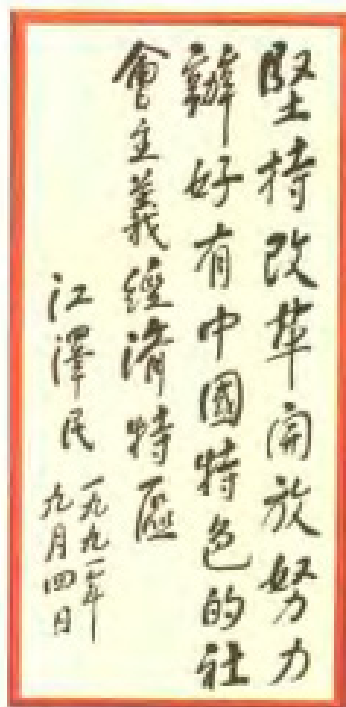 堅持改革開放努力
辦好有中國特色的社
會主義經濟特區
江澤民
一九九一年
九月四日